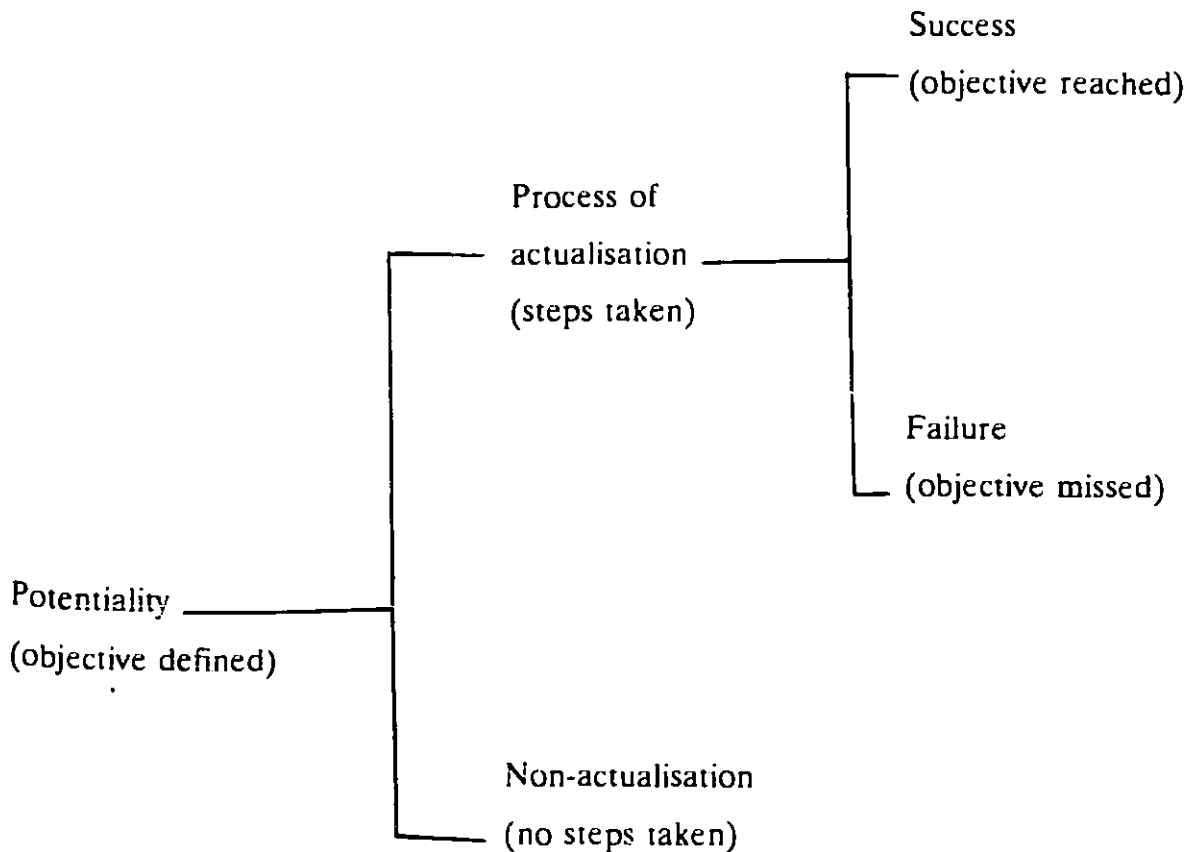 Success
(objective reached)
Process of
actualisation
(steps taken)
Failure
(objective missed)
Potentiality
(objective defined)
Non-actualisation
(no steps taken)